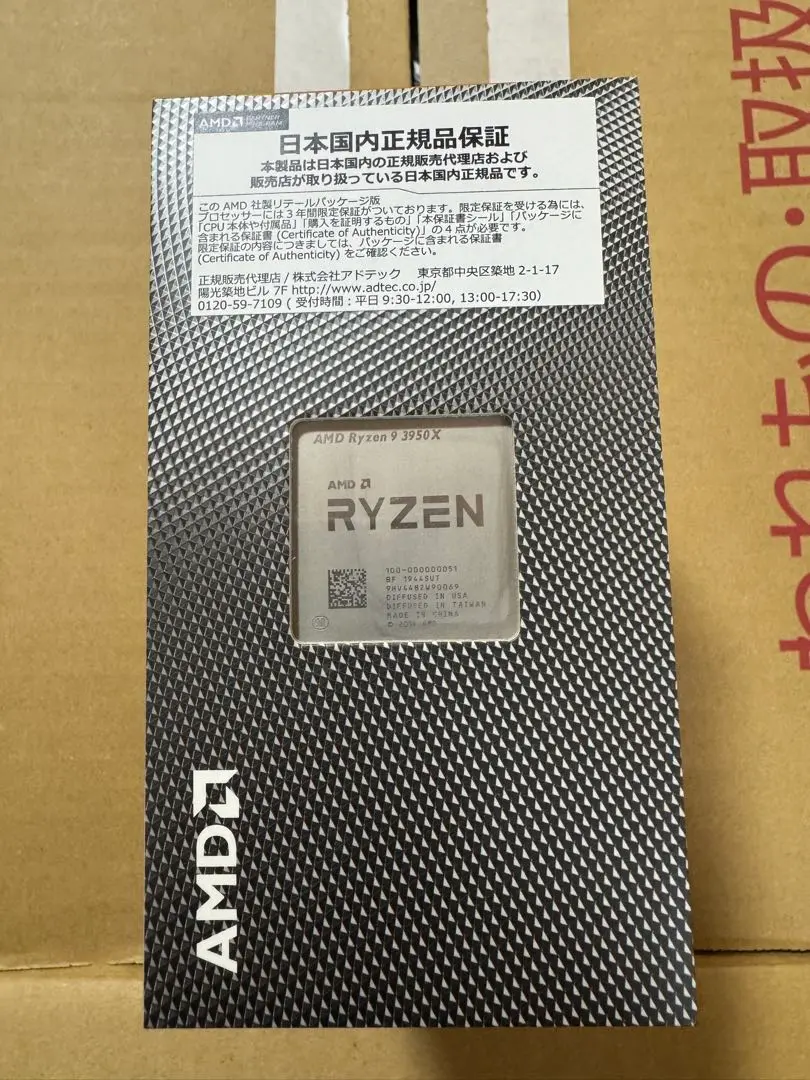 AMD PARTNER PROGRAM
日本国内正規品保証
本製品は日本国内の正規販売代理店および
販売店が取り扱っている日本国内正規品です。
この AMD 社製リテールパッケージ版
プロセッサーには3年間限定保証がついております。限定保証を受ける為には、
「CPU 本体や付属品」「購入を証明するもの」「本保証書シール」「パッケージに
含まれる保証書 (Certificate of Authenticity)」の 4 点が必要です。
限定保証の内容につきましては、パッケージに含まれる保証書
(Certificate of Authenticity) をご確認ください。
正規販売代理店 / 株式会社アドテック 東京都中央区築地 2-1-17
陽光築地ビル 7F http://www.adtec.co.jp/
0120-59-7109 ( 受付時間：平日 9:30-12:00, 13:00-17:30）
AMD Ryzen 9 3950X
AMD
RYZEN
100-000000051
BF 1944SUT
9HV4482W90069
DIFFUSED IN USA
DIFFUSED IN TAIWAN
MADE IN CHINA
AMD
われもの・取扱